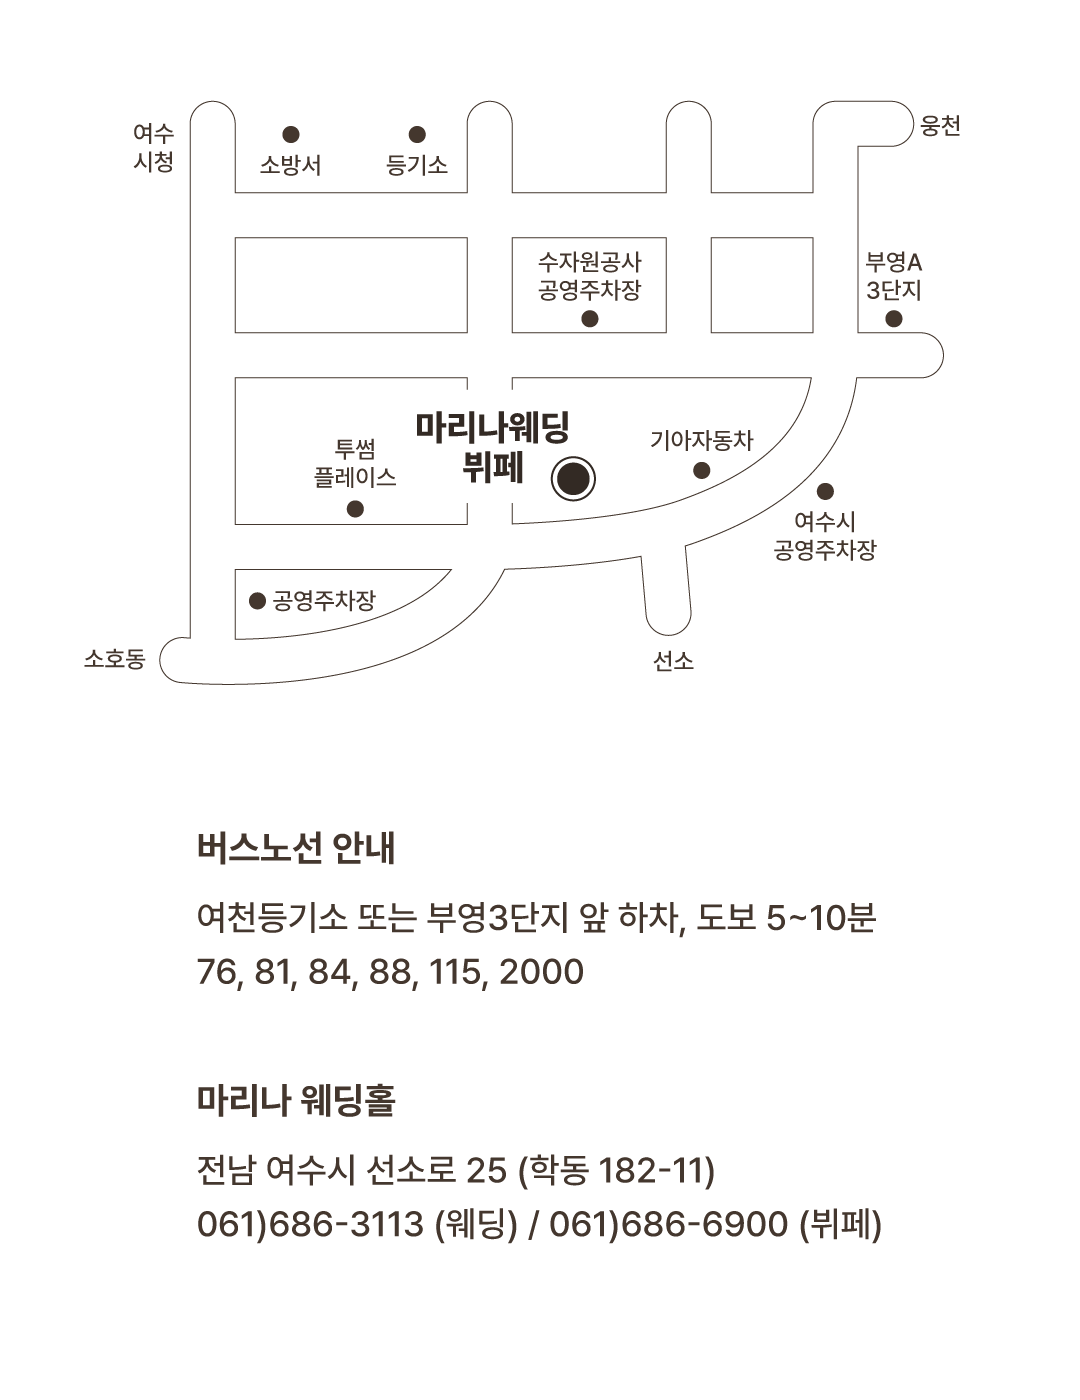 여수
시청
소방서
등기소
웅천
수자원공사
공영주차장
부영A
3단지
마리나웨딩
뷔페
투썸
플레이스
기아자동차
여수시
공영주차장
공영주차장
소호동
선소
버스노선 안내
여천등기소 또는 부영3단지 앞 하차, 도보 5~10분
76, 81, 84, 88, 115, 2000
마리나 웨딩홀
전남 여수시 선소로 25 (학동 182-11)
061)686-3113 (웨딩) / 061)686-6900 (뷔페)